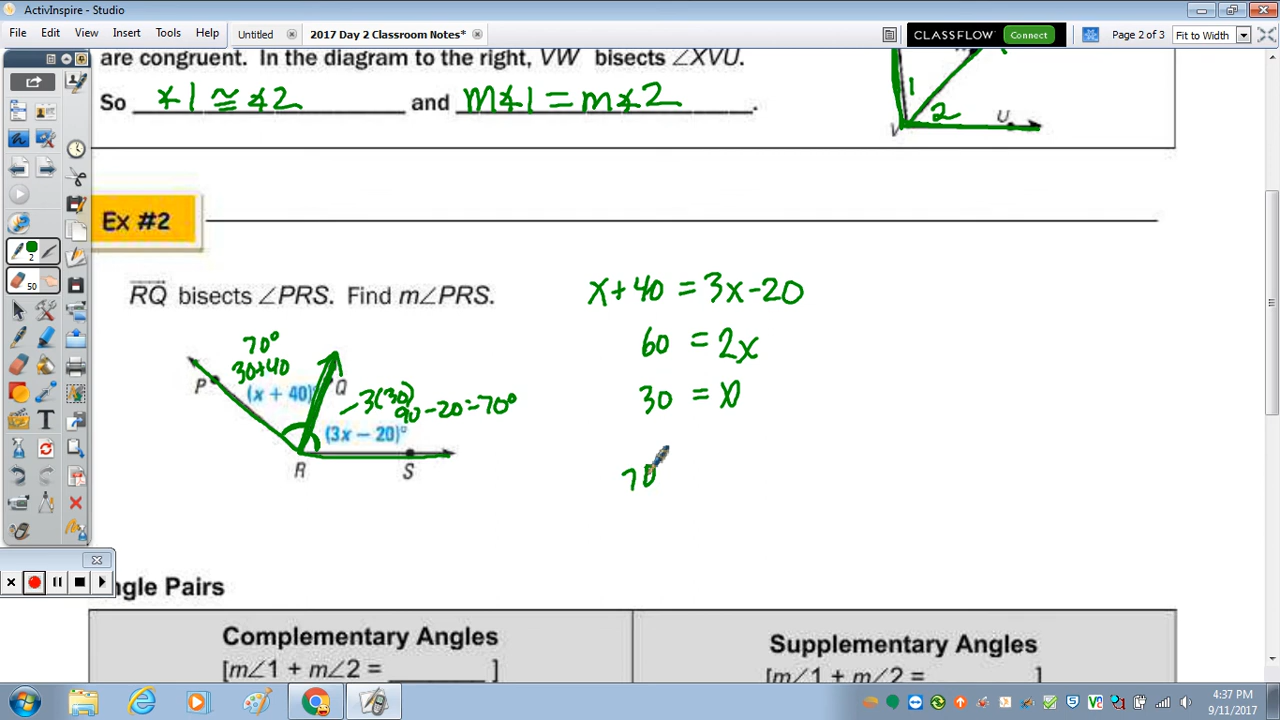 ActivInspire - Studio
File Edit View Insert Tools Help
Untitled
2017 Day 2 Classroom Notes*
CLASSFLOW Connect
Page 2 of 3
Fit to Width
are congruent. In the diagram to the right, VW bisects ∠XVU.
So ∡1 ≅ ∡2 and m∡1 = m∡2.
1
2
V
U
Ex #2
RQ bisects ∠PRS. Find m∠PRS.
x + 40 = 3x - 20
60 = 2x
30 = x
70
70°
30+40
(x + 40)°
P
Q
3(30)
90 - 20 = 70°
(3x – 20)°
R
S
2
50
ngle Pairs
Complementary Angles
[m∠1 + m∠2 = ______ ]
Supplementary Angles
[m∠1 + m∠2 = ______ ]
4:37 PM
9/11/2017